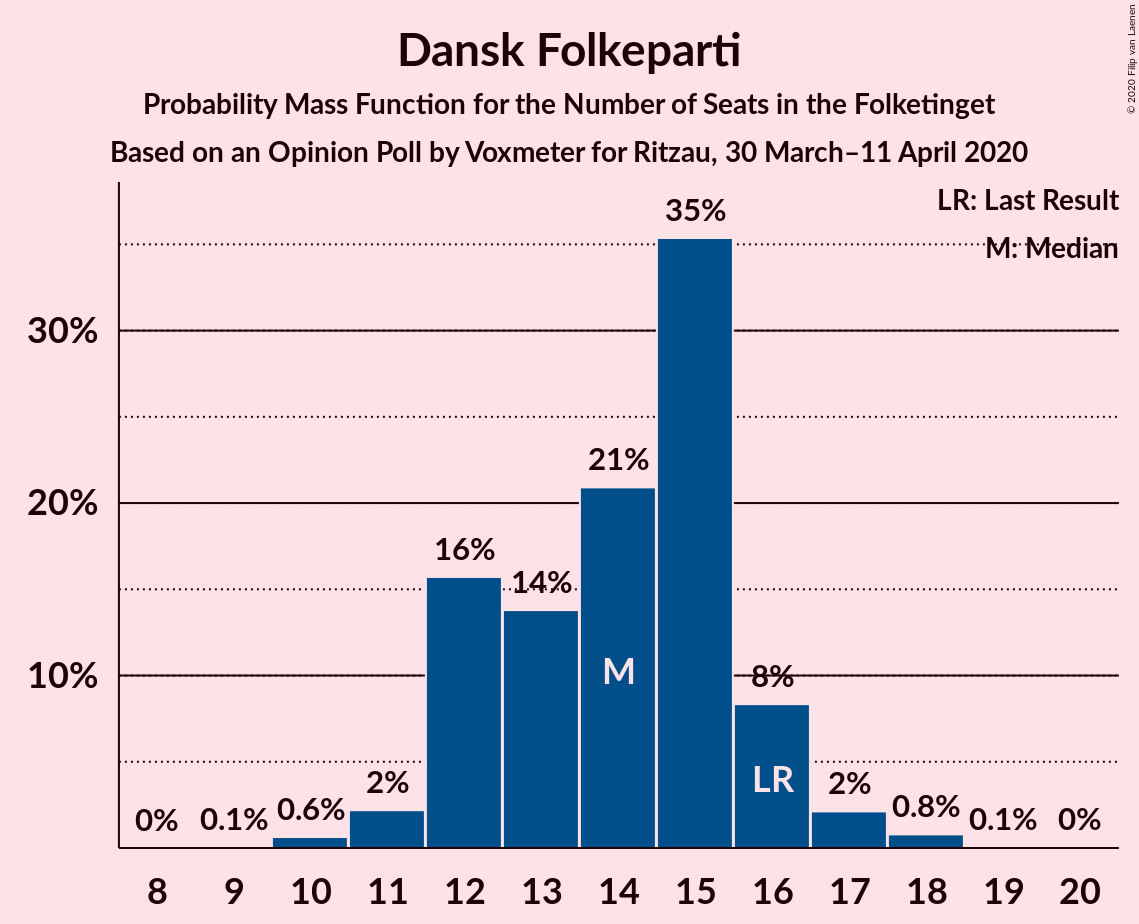 Dansk Folkeparti
Probability Mass Function for the Number of Seats in the Folketinget
Based on an Opinion Poll by Voxmeter for Ritzau, 30 March–11 April 2020
© 2020 Filip van Laenen
LR: Last Result
M: Median
35%
30%
21%
20%
16%
14%
M
10%
8%
LR
2%
2%
0%
0.1%
0.6%
0.8%
0.1%
0%
8 9 10 11 12 13 14 15 16 17 18 19 20